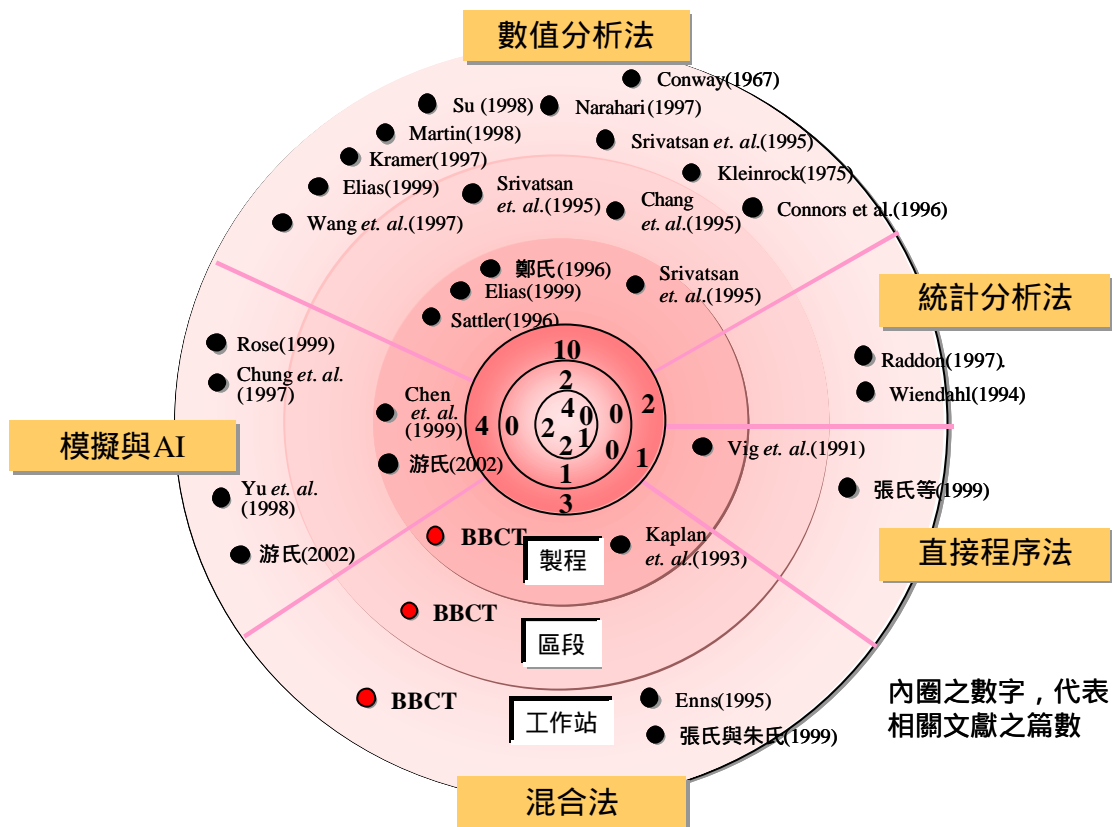 數值分析法
Conway(1967)
Su (1998)
Narahari(1997)
Martin(1998)
Srivatsan et. al.(1995)
Kramer(1997)
Kleinrock(1975)
Elias(1999)
Srivatsan
et. al.(1995)
Chang
et. al.(1995)
Connors et al.(1996)
Wang et. al.(1997)
鄭氏(1996)
Srivatsan
et. al.(1995)
Elias(1999)
Sattler(1996)
統計分析法
Raddon(1997).
Wiendahl(1994)
Rose(1999)
Chung et. al.
(1997)
Chen
et. al.
(1999)
游氏(2002)
模擬與AI
Yu et. al.
(1998)
游氏(2002)
10
2
4
4 0 2 0 0 2
2 1 0 1
1
3
Vig et. al.(1991)
張氏等(1999)
直接程序法
BBCT
製程
Kaplan
et. al.(1993)
BBCT
區段
BBCT
工作站
Enns(1995)
張氏與朱氏(1999)
內圈之數字，代表
相關文獻之篇數
混合法